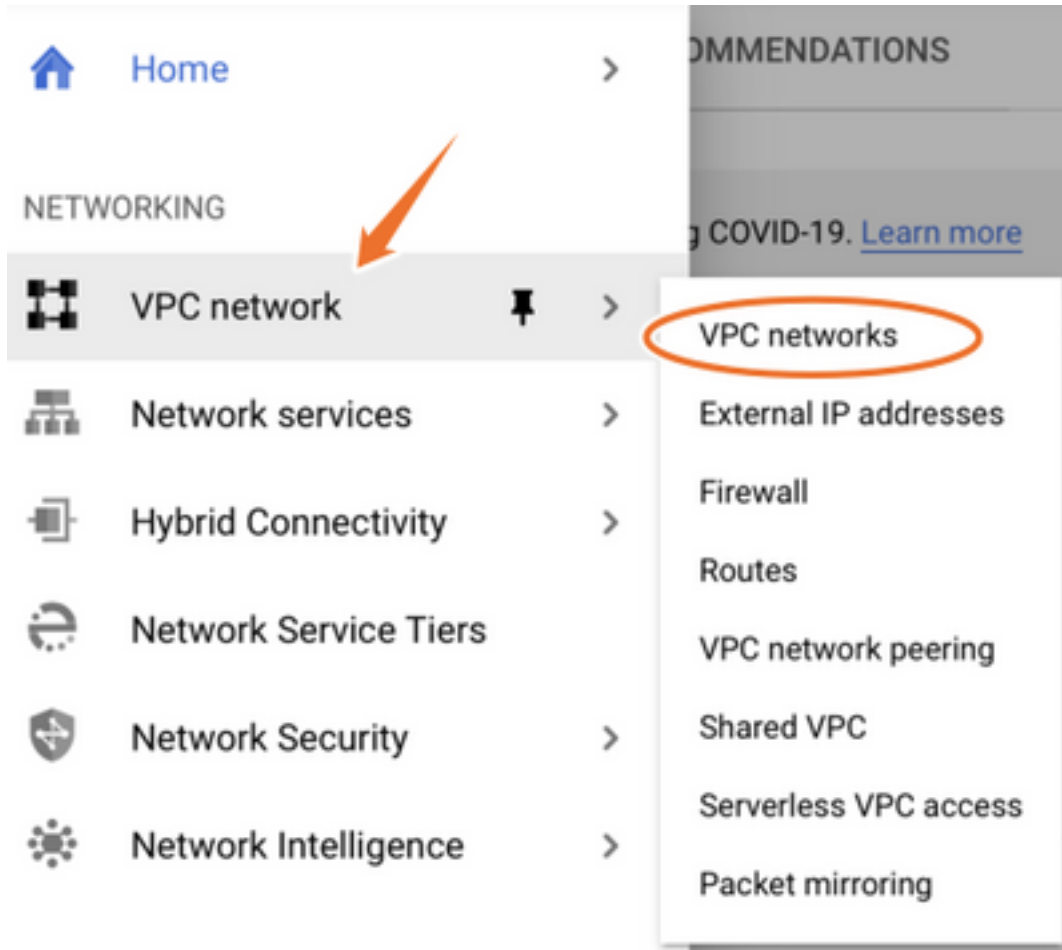 Home
OMMENDATIONS
NETWORKING
g COVID-19. Learn more
VPC network
VPC networks
Network services
External IP addresses
Firewall
Hybrid Connectivity
Routes
Network Service Tiers
VPC network peering
Network Security
Shared VPC
Serverless VPC access
Network Intelligence
Packet mirroring